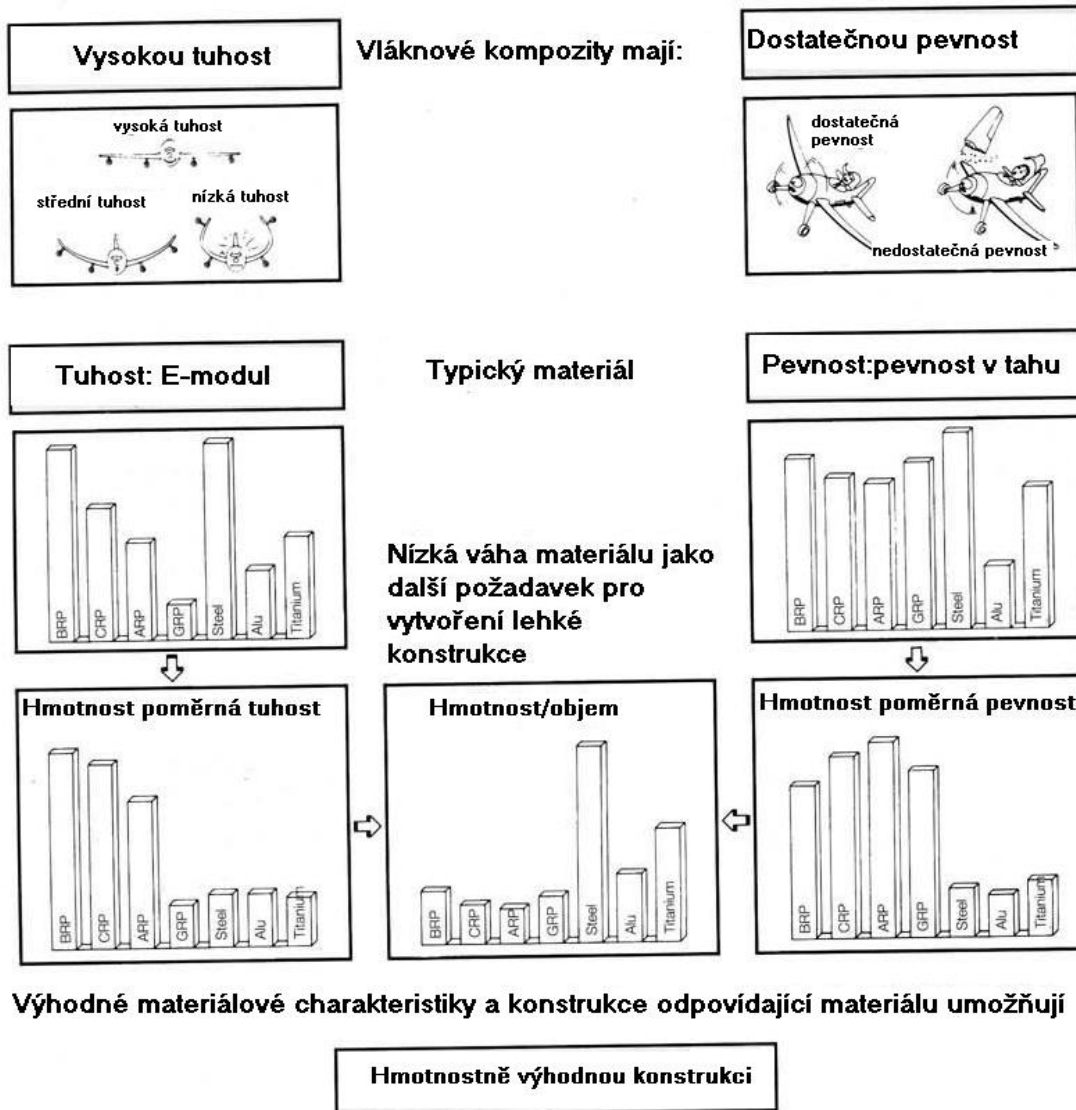 Vysokou tuhost
Vláknové kompozity mají:
Dostatečnou pevnost
vysoká tuhost
střední tuhost
nízká tuhost
dostatečná
pevnost
nedostatečná pevnost
Tuhost: E-modul
Typický materiál
Pevnost:pevnost v tahu
BRP
CRP
ARP
GRP
Steel
Alu
Titanium
Nízká váha materiálu jako
další požadavek pro
vytvoření lehké
konstrukce
BRP
CRP
ARP
GRP
Steel
Alu
Titanium
Hmotnost poměrná tuhost
BRP
CRP
ARP
GRP
Steel
Alu
Titanium
Hmotnost/objem
BRP
CRP
ARP
GRP
Steel
Alu
Titanium
Hmotnost poměrná pevnost
BRP
CRP
ARP
GRP
Steel
Alu
Titanium
Výhodné materiálové charakteristiky a konstrukce odpovídající materiálu umožňují
Hmotnostně výhodnou konstrukci